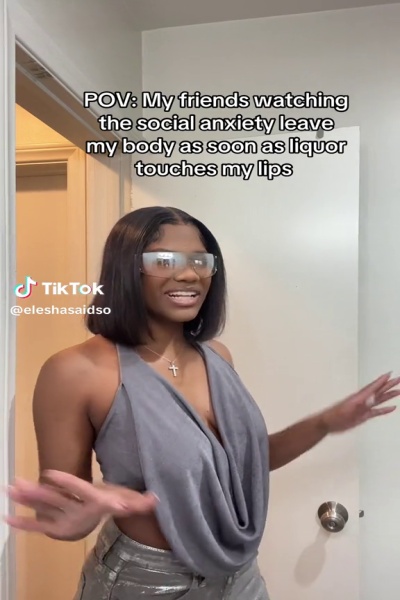 POV: My friends watching
the social anxiety leave
my body as soon as liquor
touches my lips
TikTok
@eleshasaidso